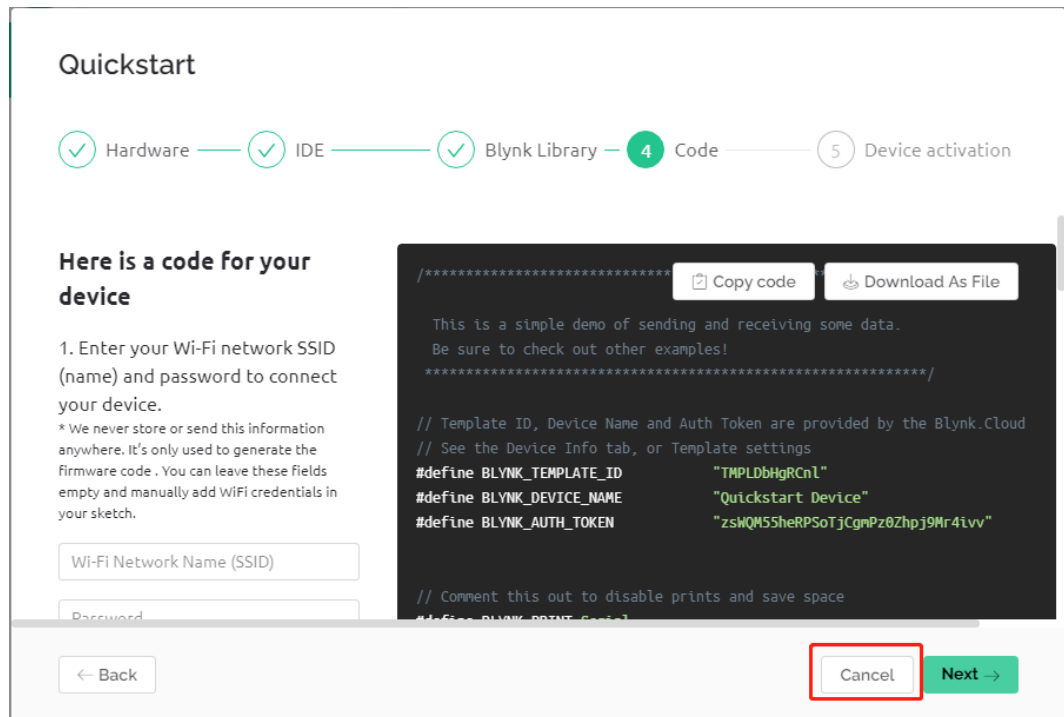 Quickstart
Hardware IDE Blynk Library 4 Code 5 Device activation
Here is a code for your
device
1. Enter your Wi-Fi network SSID
(name) and password to connect
your device.
* We never store or send this information
anywhere. It's only used to generate the
firmware code . You can leave these fields
empty and manually add WiFi credentials in
your sketch.
Wi-Fi Network Name (SSID)
Password
Copy code Download As File
/*******************************
This is a simple demo of sending and receiving some data.
Be sure to check out other examples!
*************************************************************/
// Template ID, Device Name and Auth Token are provided by the Blynk.Cloud
// See the Device Info tab, or Template settings
#define BLYNK_TEMPLATE_ID "TMPLDbHgRCnl"
#define BLYNK_DEVICE_NAME "Quickstart Device"
#define BLYNK_AUTH_TOKEN "zsWQM55heRPSoTjCgmPz0Zhpj9Mr4ivv"
// Comment this out to disable prints and save space
#define BLYNK_PRINT Serial
← Back Cancel Next →